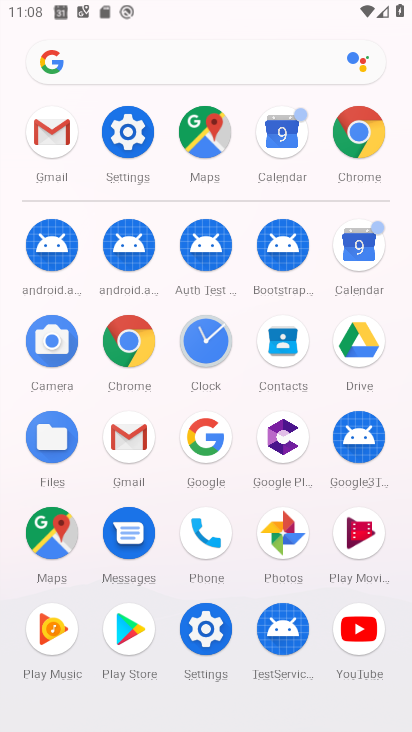 11:08
Gmail Settings Maps Calendar Chrome
android.a... android.a... Auth Test ... Bootstrap... Calendar
Camera Chrome Clock Contacts Drive
Files Gmail Google Google Pl... Google3T...
Maps Messages Phone Photos Play Movi...
Play Music Play Store Settings TestServic... YouTube